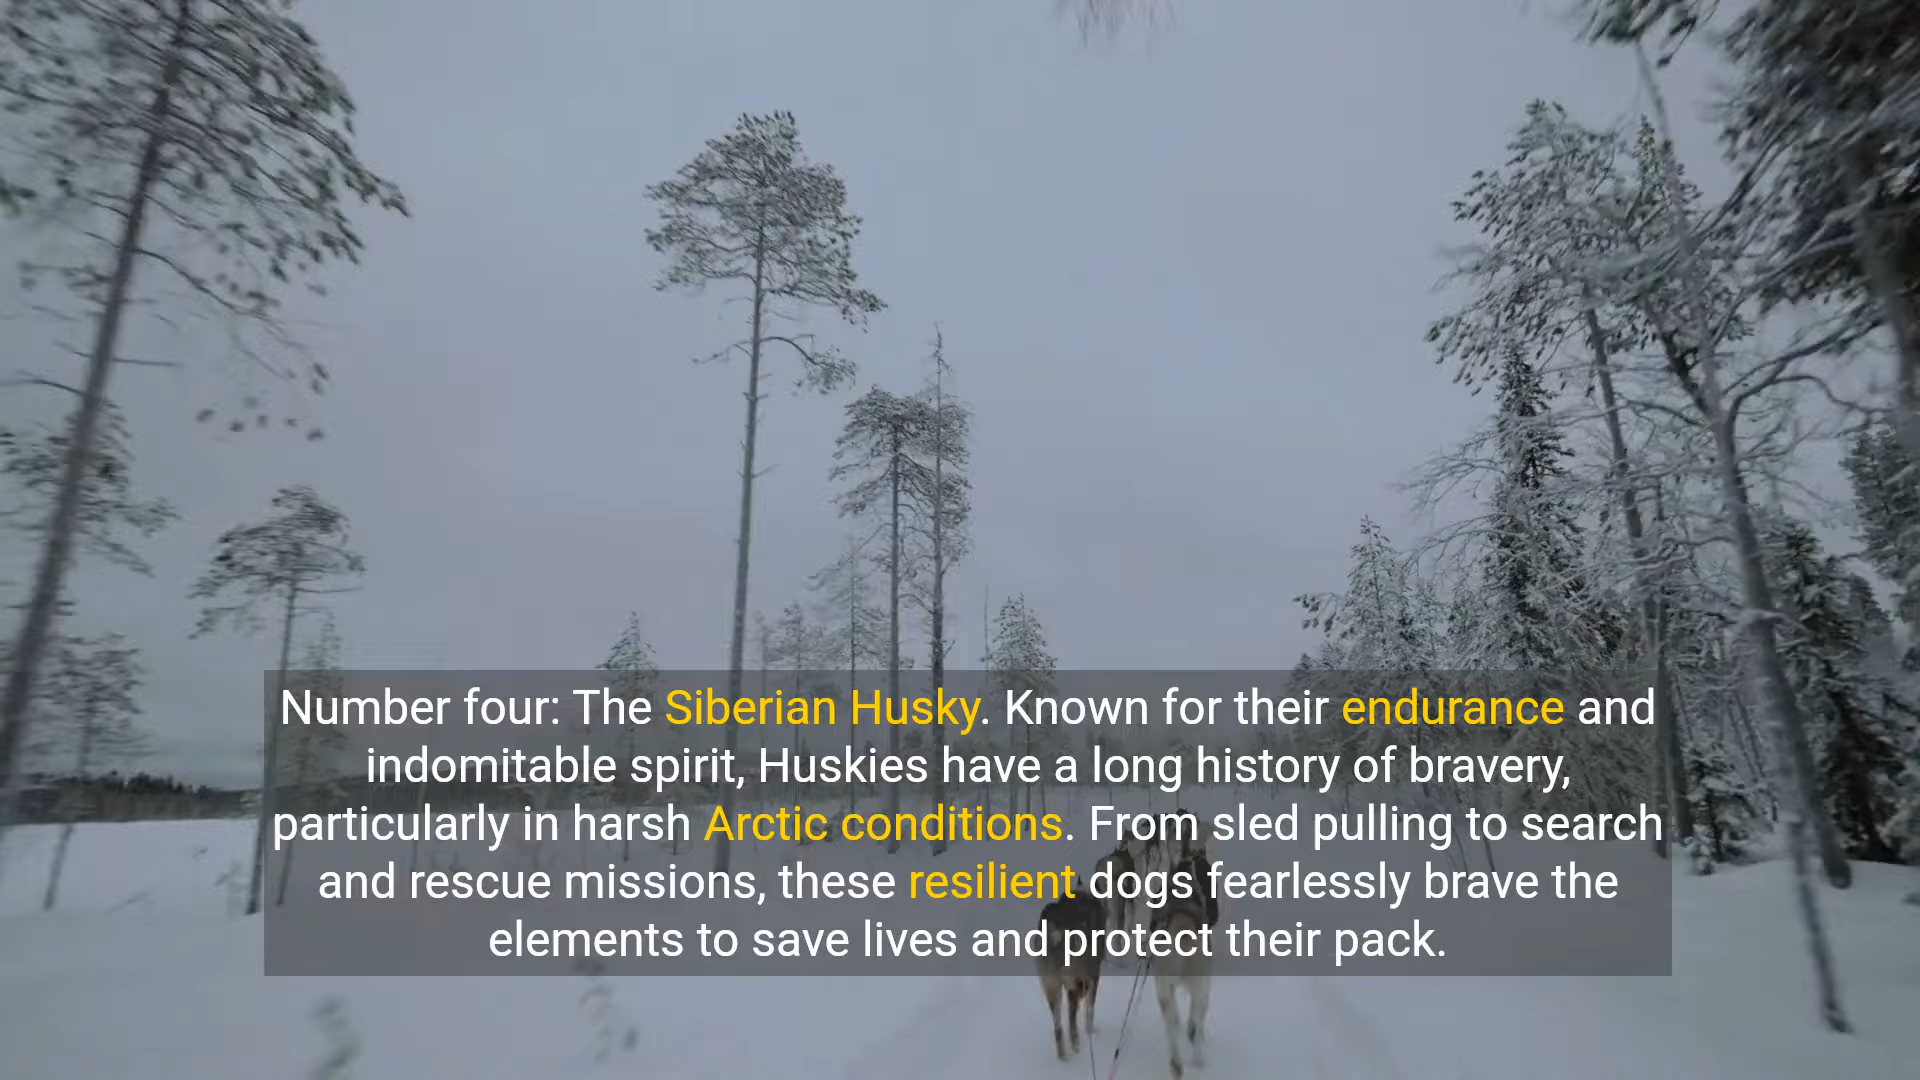 Number four: The Siberian Husky. Known for their endurance and
indomitable spirit, Huskies have a long history of bravery,
particularly in harsh Arctic conditions. From sled pulling to search
and rescue missions, these resilient dogs fearlessly brave the
elements to save lives and protect their pack.